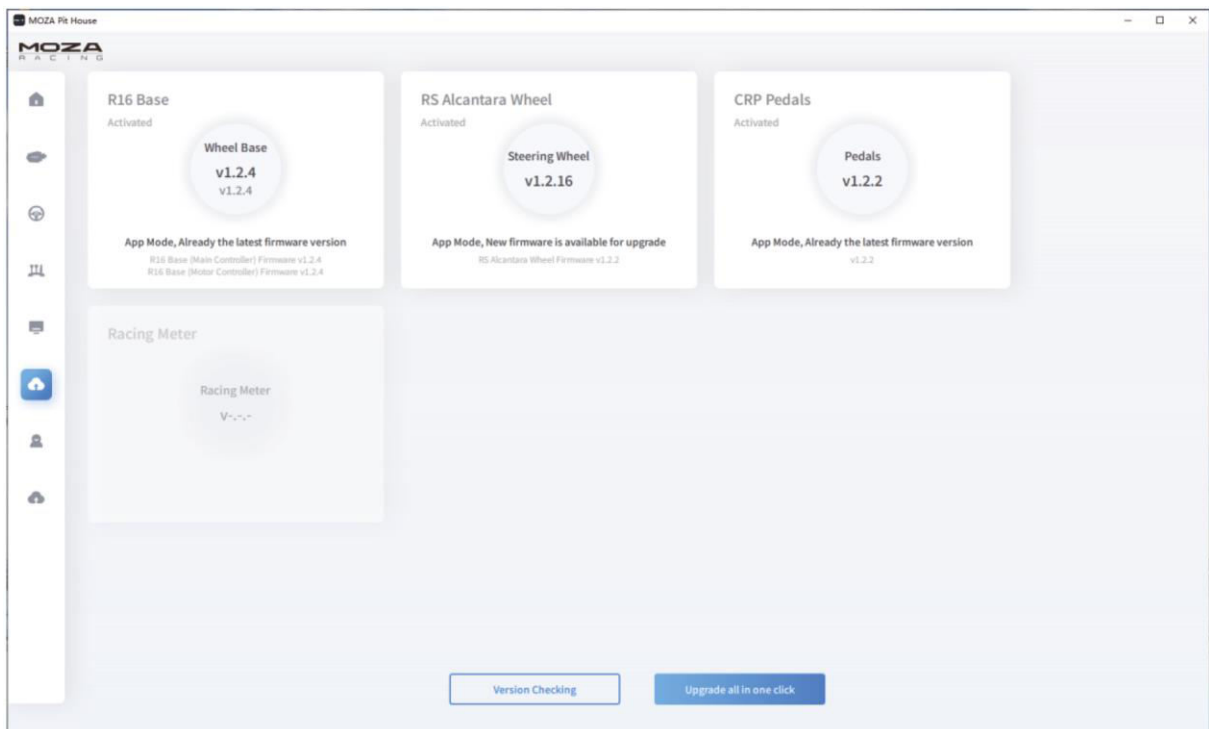 MOZA Pit House
MOZA
RACING
R16 Base
Activated
Wheel Base
v1.2.4
v1.2.4
App Mode, Already the latest firmware version
R16 Base (Main Controller) Firmware v1.2.4
R16 Base (Motor Controller) Firmware v1.2.4
RS Alcantara Wheel
Activated
Steering Wheel
v1.2.16
App Mode, New firmware is available for upgrade
RS Alcantara Wheel Firmware v1.2.2
CRP Pedals
Activated
Pedals
v1.2.2
App Mode, Already the latest firmware version
v1.2.2
Racing Meter
Racing Meter
v-.-.-
Version Checking
Upgrade all in one click